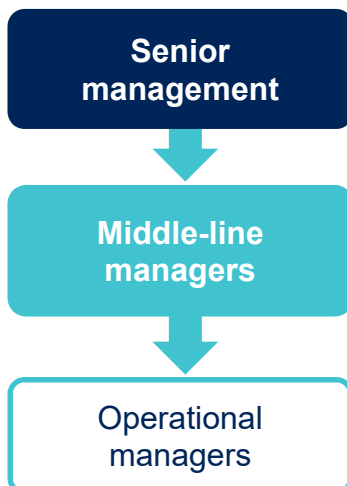 Senior
management
Middle-line
managers
Operational
managers